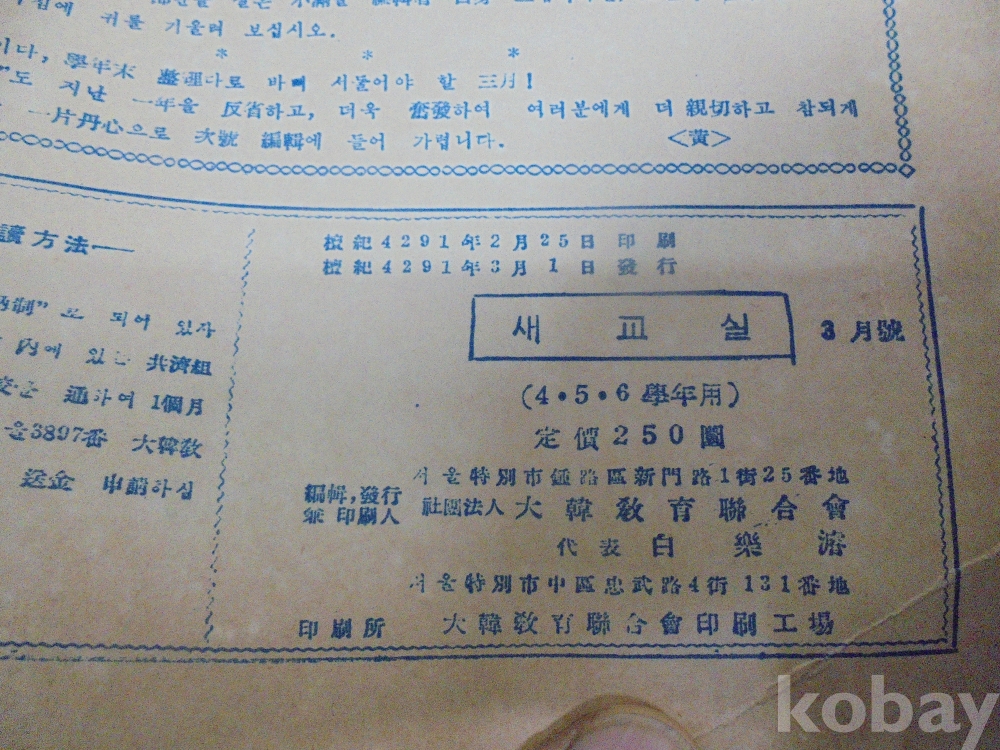 귀를 기울려 보십시오.
* * *
이다, 學年末 整理다로 바삐 서둘어야 할 三月!
도 지난 一年을 反省하고, 더욱 奮發하여 여러분에게 더 親切하고 참되게
一片丹心으로 次號 編輯에 들어 가렵니다. <黃>
讀方法——
制”로 되어 있자
內에 있는 共濟組
通하여 1個月
3897番 大韓敎
送金 申請하십
檀紀4291年2月25日 印刷
檀紀4291年3月1日 發行
새교실 3月號
(4·5·6學年用)
定價250圜
서울特別市鍾路區新門路1街25番地
編輯,發行
兼 印刷人 社團法人 大韓敎育聯合會
代表 白樂濬
서울特別市中區忠武路4街131番地
印刷所 大韓敎育聯合會印刷工場
kobay